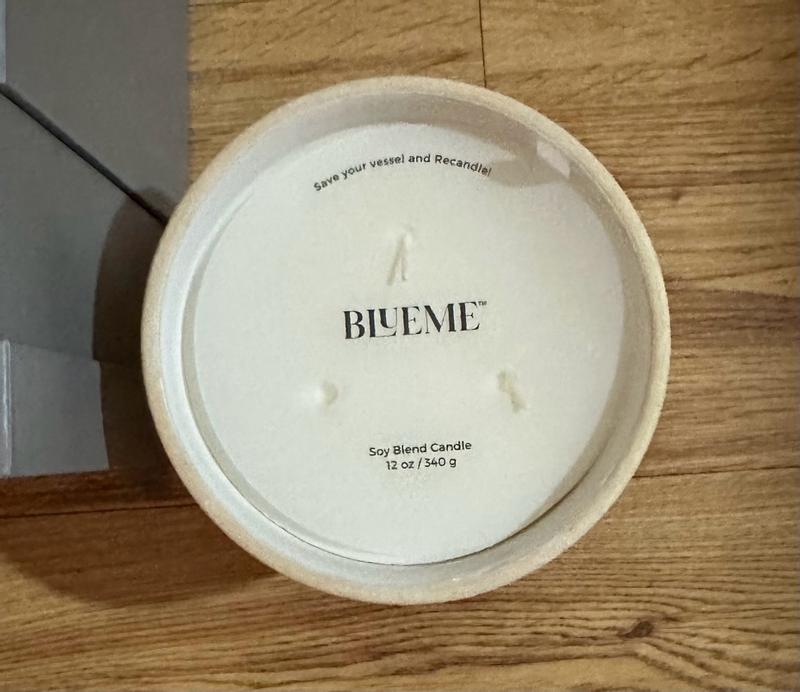 Save your vessel and Recandle!
BLUEME™
Soy Blend Candle
12 oz / 340 g